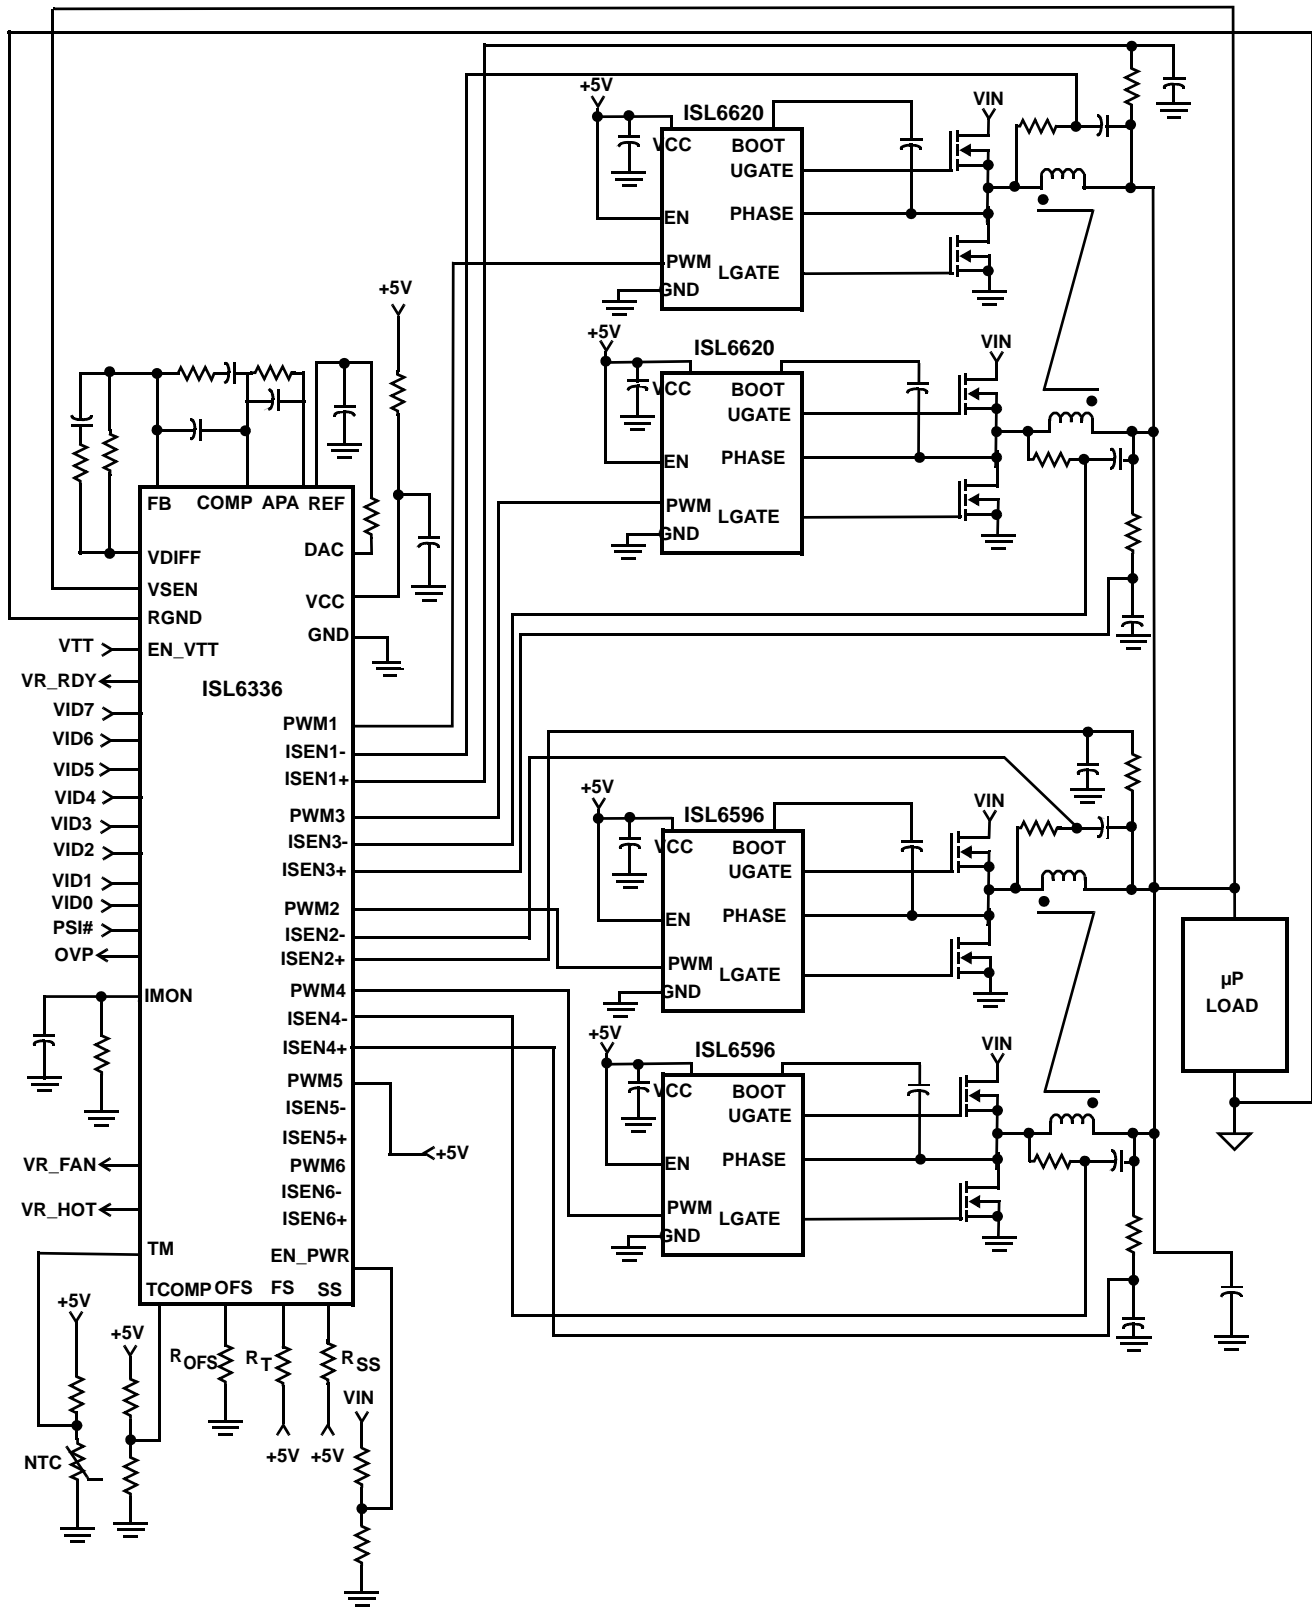 +5V
ISL6620
VCC
BOOT
UGATE
EN
PHASE
PWM
LGATE
GND
VIN
+5V
ISL6620
VCC
BOOT
UGATE
EN
PHASE
PWM
LGATE
GND
VIN
+5V
FB
COMP
APA
REF
VDIFF
DAC
VSEN
VCC
RGND
GND
VTT
EN_VTT
VR_RDY
ISL6336
VID7
VID6
VID5
VID4
VID3
VID2
VID1
VID0
PSI#
OVP
IMON
VR_FAN
VR_HOT
TM
PWM1
ISEN1-
ISEN1+
PWM3
ISEN3-
ISEN3+
PWM2
ISEN2-
ISEN2+
PWM4
ISEN4-
ISEN4+
PWM5
ISEN5-
ISEN5+
PWM6
ISEN6-
ISEN6+
EN_PWR
+5V
TCOMP
OFS
FS
SS
+5V
ISL6596
VCC
BOOT
UGATE
EN
PHASE
PWM
LGATE
GND
VIN
+5V
ISL6596
VCC
BOOT
UGATE
EN
PHASE
PWM
LGATE
GND
VIN
µP
LOAD
+5V
+5V
ROFS
RT
RSS
VIN
+5V
+5V
NTC